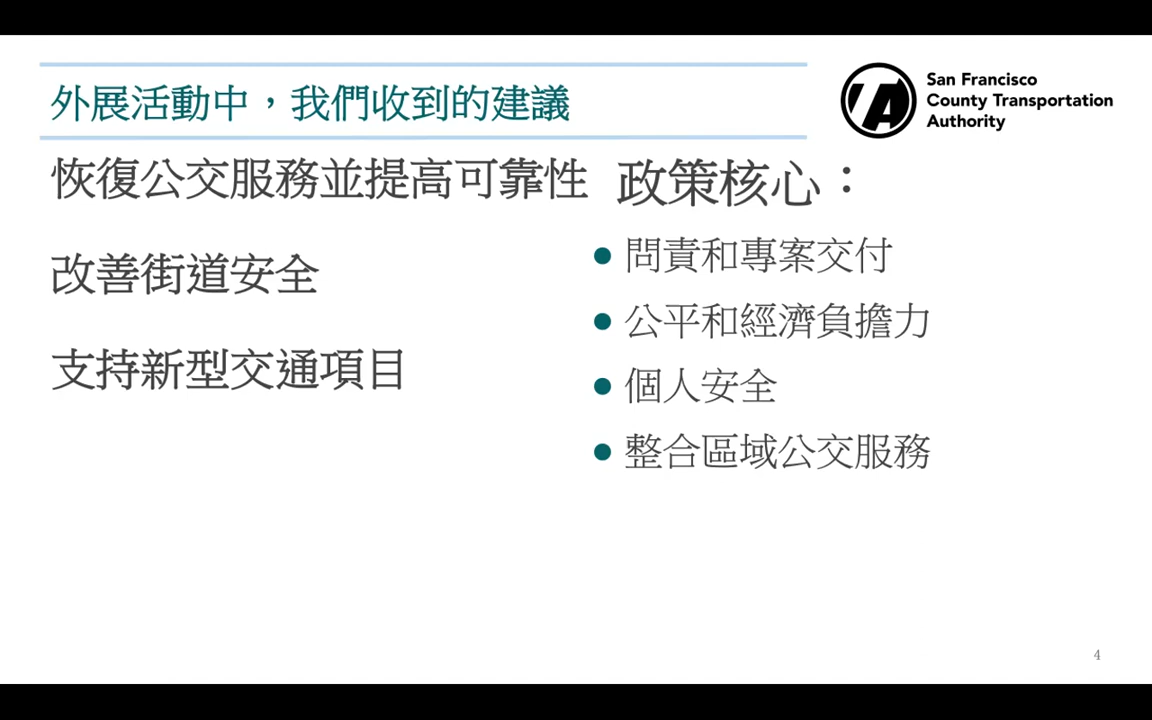 外展活動中，我們收到的建議
San Francisco
County Transportation
Authority
恢復公交服務並提高可靠性
改善街道安全
支持新型交通項目
政策核心：
問責和專案交付
公平和經濟負擔力
個人安全
整合區域公交服務
4